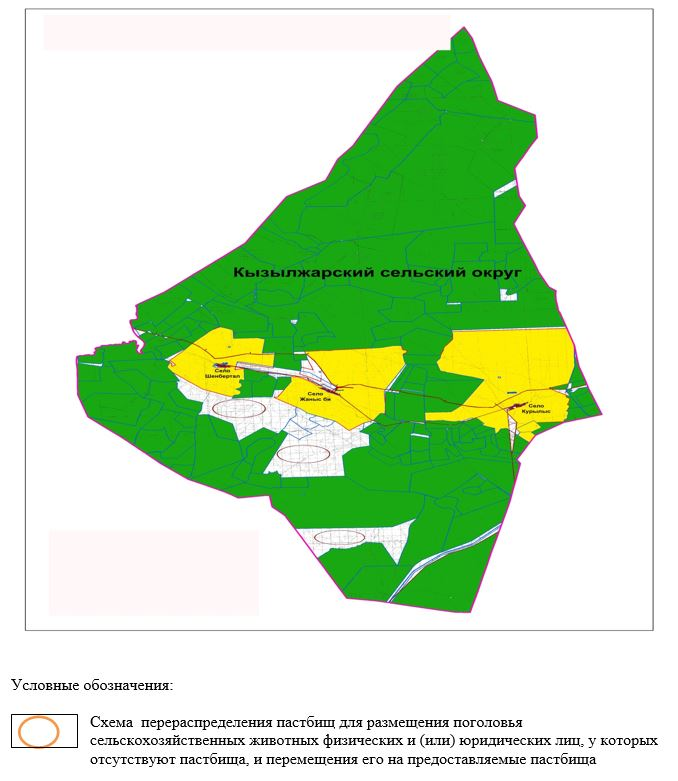 Кызылжарский сельский округ
Село
Шенбертал
Село
Жаныс би
Село
Курылыс
Условные обозначения:
Схема перераспределения пастбищ для размещения поголовья
сельскохозяйственных животных физических и (или) юридических лиц, у которых
отсутствуют пастбища, и перемещения его на предоставляемые пастбища